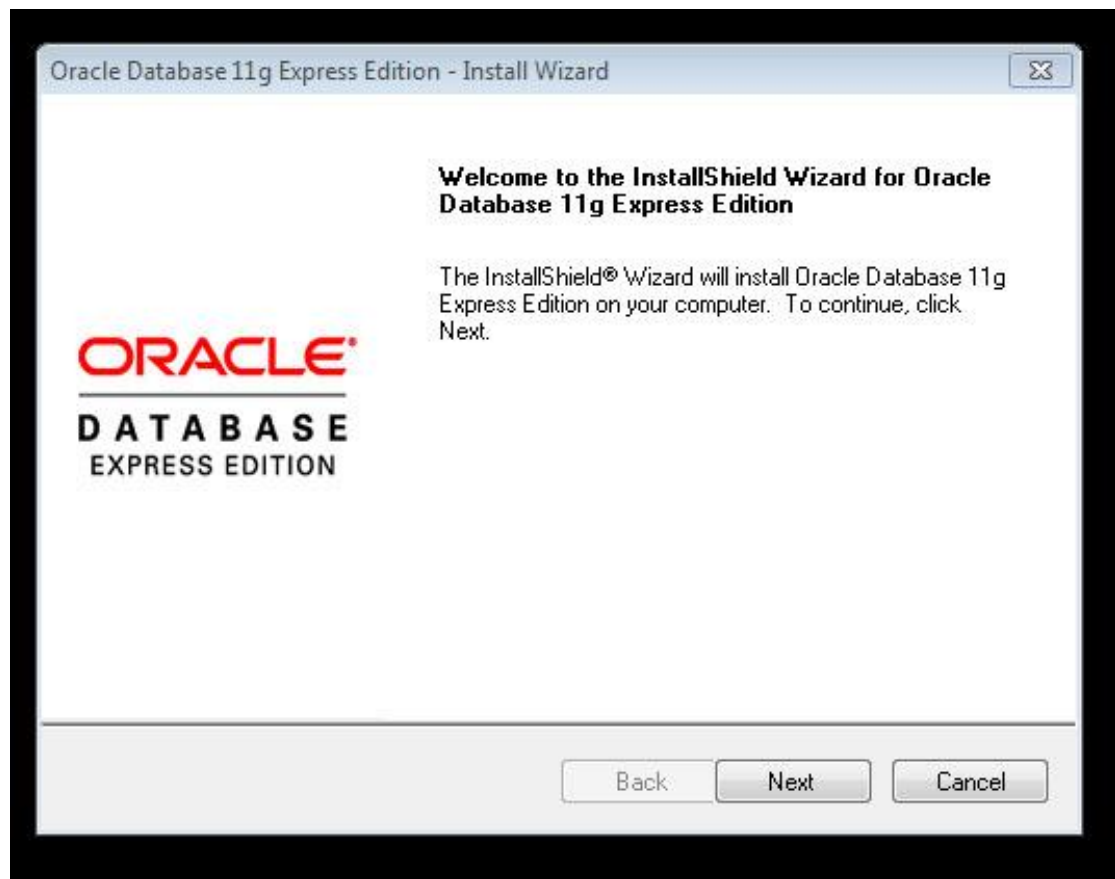 Oracle Database 11g Express Edition - Install Wizard
Welcome to the InstallShield Wizard for Oracle
Database 11g Express Edition
The InstallShield® Wizard will install Oracle Database 11g
Express Edition on your computer. To continue, click
Next.
ORACLE
DATABASE
EXPRESS EDITION
Back
Next
Cancel